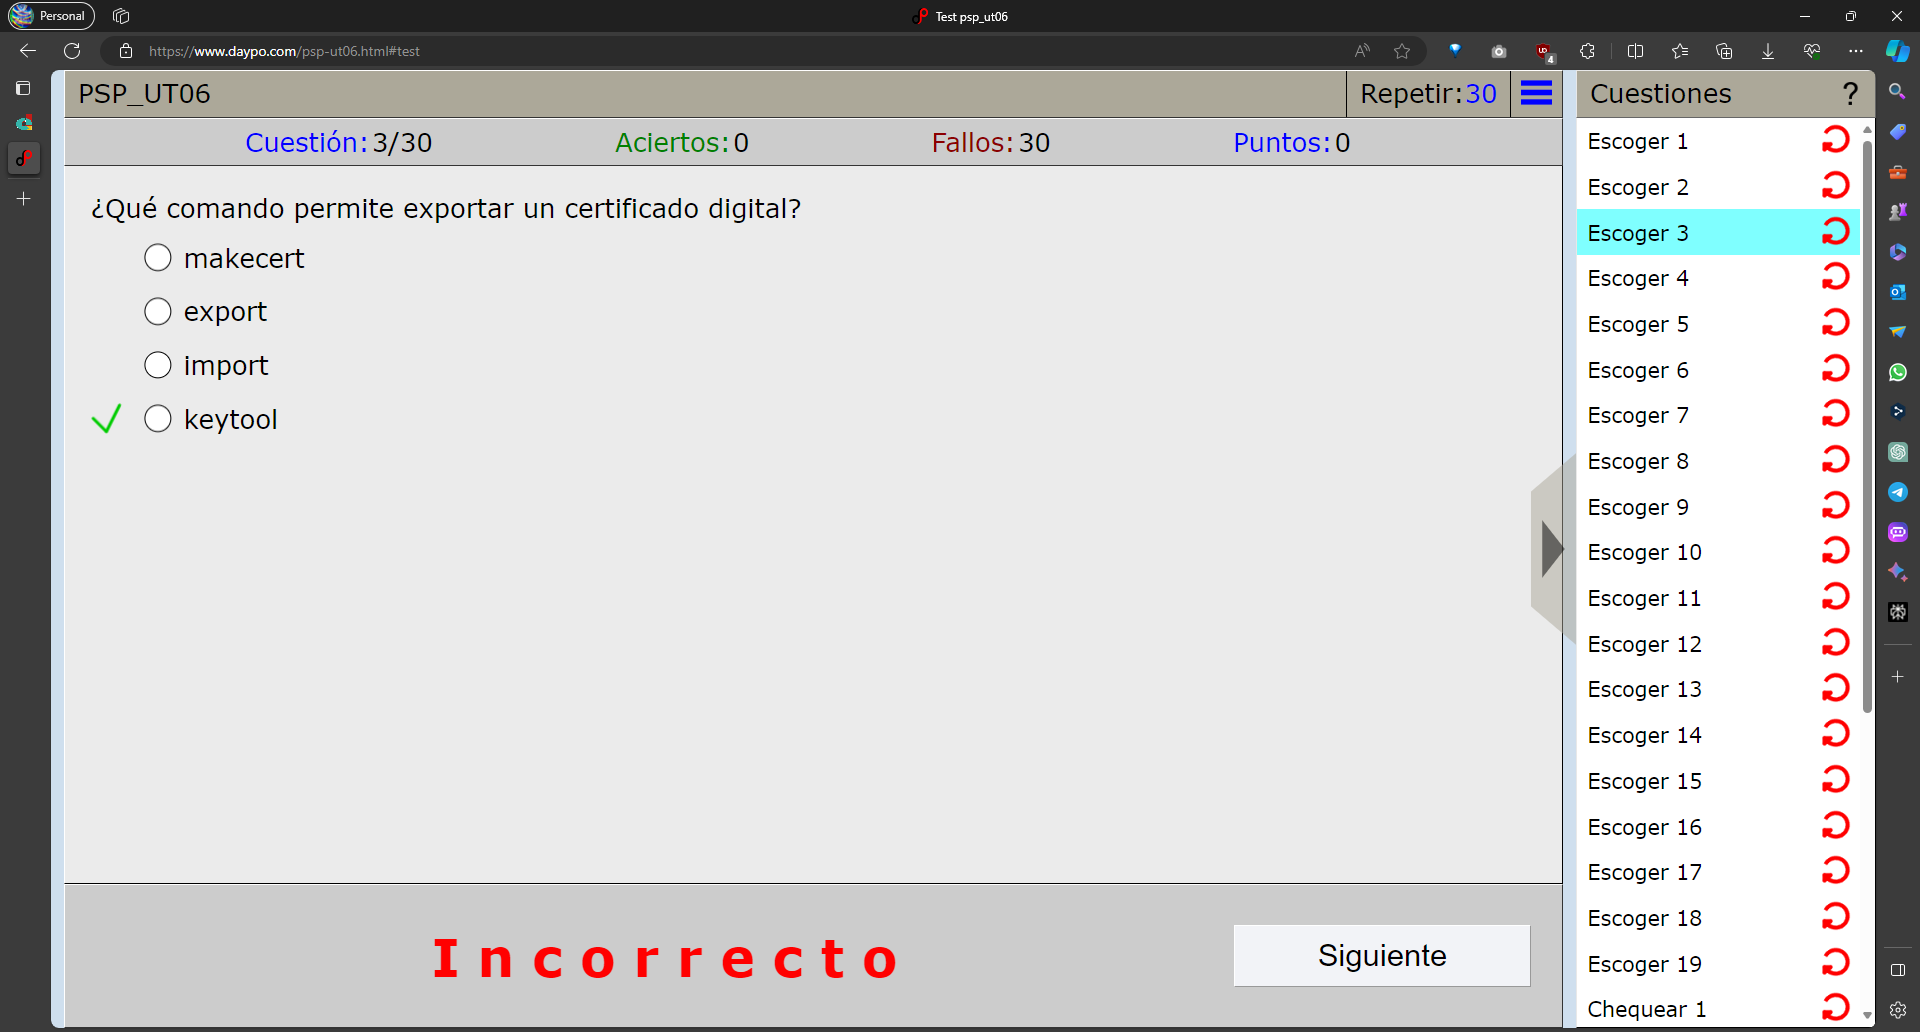 Personal
Test psp_ut06
https://www.daypo.com/psp-ut06.html#test
4
PSP_UT06
Repetir:30
Cuestiones
?
Cuestión:3/30
Aciertos:0
Fallos:30
Puntos:0
¿Qué comando permite exportar un certificado digital?
makecert
export
import
keytool
Incorrecto
Siguiente
Escoger 1
Escoger 2
Escoger 3
Escoger 4
Escoger 5
Escoger 6
Escoger 7
Escoger 8
Escoger 9
Escoger 10
Escoger 11
Escoger 12
Escoger 13
Escoger 14
Escoger 15
Escoger 16
Escoger 17
Escoger 18
Escoger 19
Chequear 1